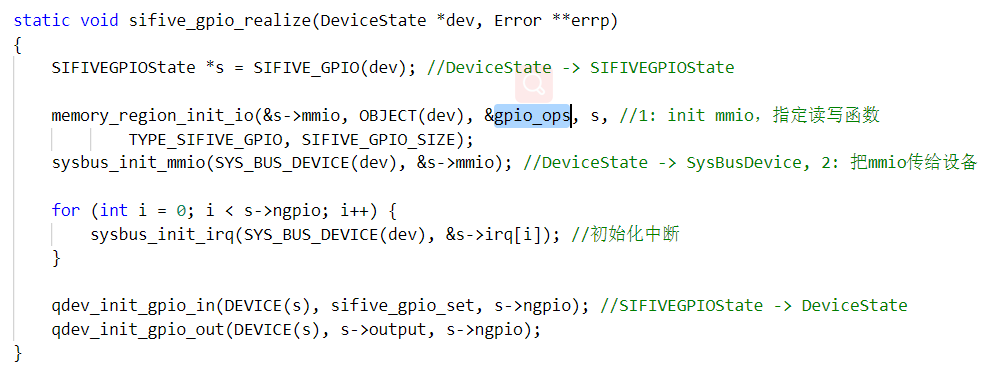 static void sifive_gpio_realize(DeviceState *dev, Error **errp)
{
    SIFIVEGPIOState *s = SIFIVE_GPIO(dev); //DeviceState -> SIFIVEGPIOState
    memory_region_init_io(&s->mmio, OBJECT(dev), &gpio_ops, s, //1: init mmio，指定读写函数
            TYPE_SIFIVE_GPIO, SIFIVE_GPIO_SIZE);
    sysbus_init_mmio(SYS_BUS_DEVICE(dev), &s->mmio); //DeviceState -> SysBusDevice, 2: 把mmio传给设备
    for (int i = 0; i < s->ngpio; i++) {
        sysbus_init_irq(SYS_BUS_DEVICE(dev), &s->irq[i]); //初始化中断
    }
    qdev_init_gpio_in(DEVICE(s), sifive_gpio_set, s->ngpio); //SIFIVEGPIOState -> DeviceState
    qdev_init_gpio_out(DEVICE(s), s->output, s->ngpio);
}